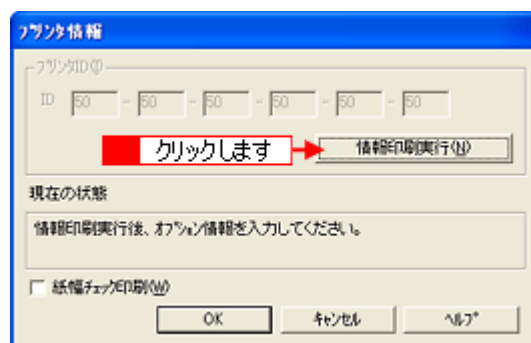 プリンタ情報
プリンタID(I)
ID 50 - 50 - 50 - 50 - 50 - 50
クリックします
情報印刷実行(N)
現在の状態
情報印刷実行後、オプション情報を入力してください。
紙幅チェック印刷(W)
OK キャンセル ヘルプ